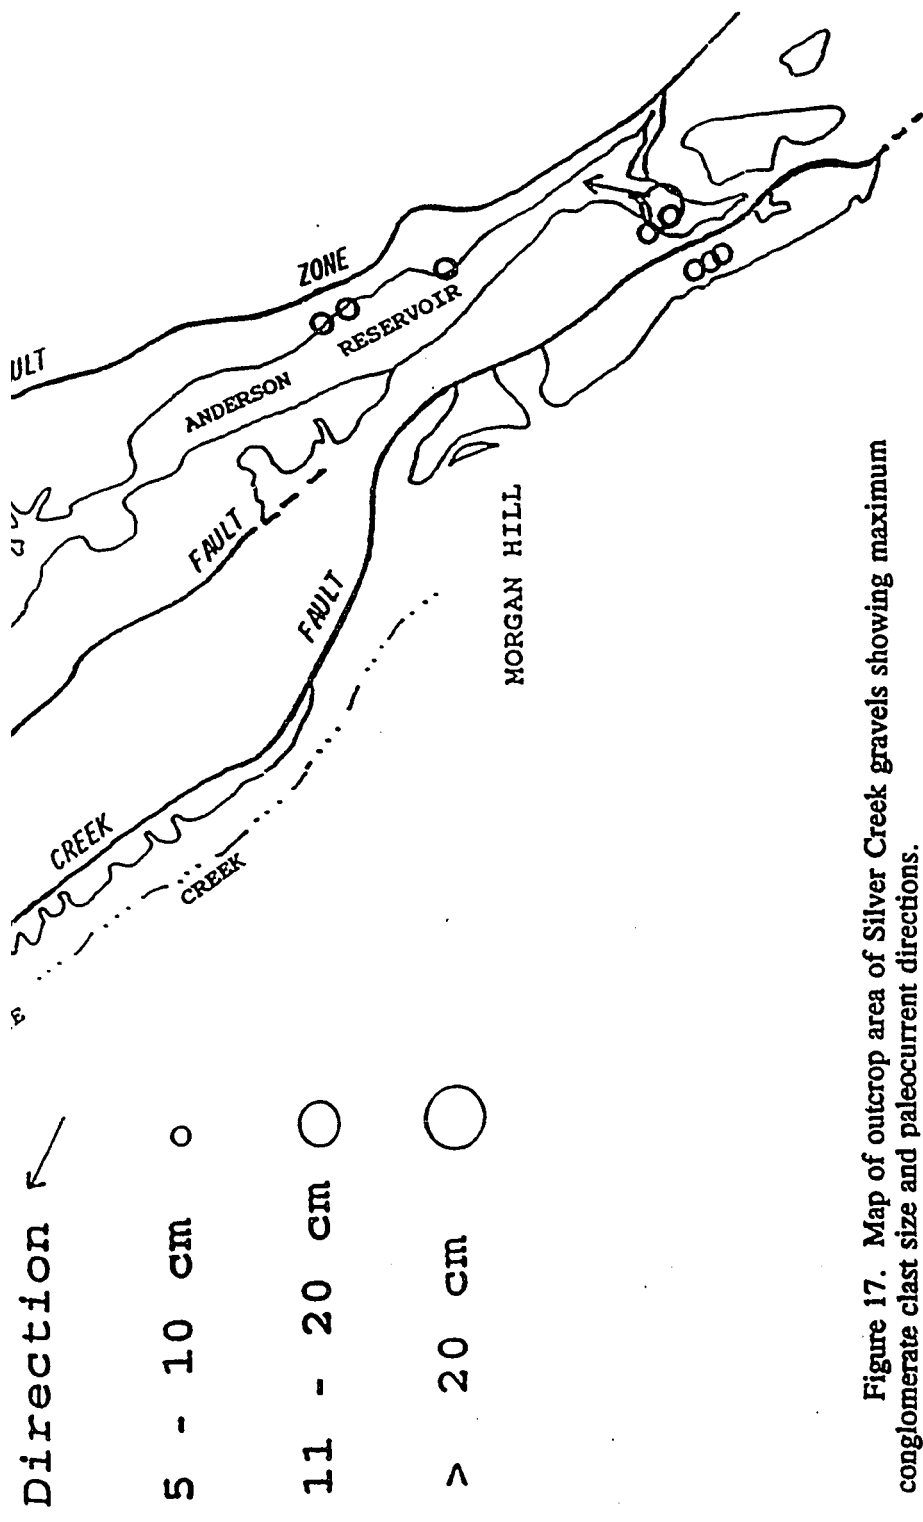 ULT
ZONE
RESERVOIR
ANDERSON
FAULT
FAULT
MORGAN HILL
CREEK
CREEK
E
Direction
5 - 10 cm
11 - 20 cm
> 20 cm
Figure 17. Map of outcrop area of Silver Creek gravels showing maximum
conglomerate clast size and paleocurrent directions.